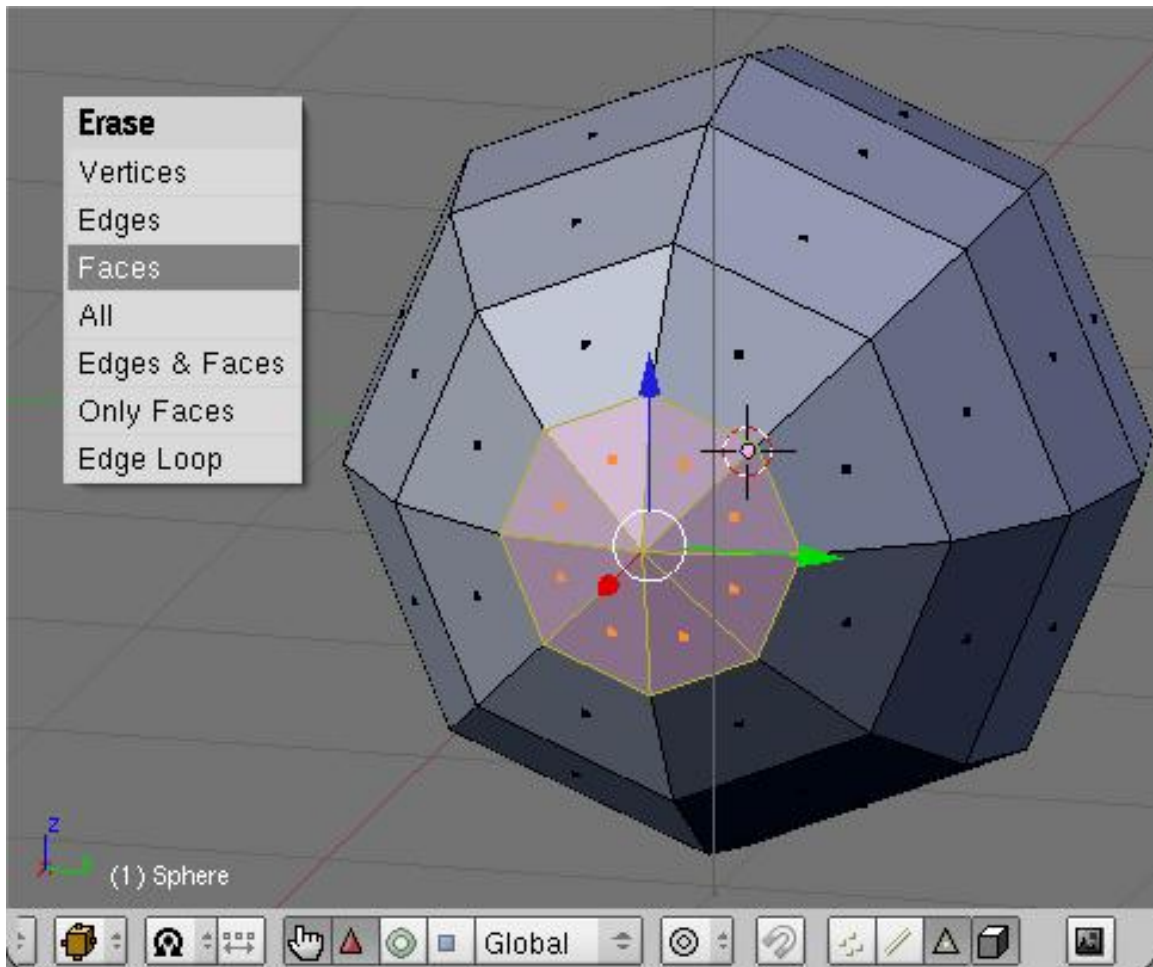 Erase
Vertices
Edges
Faces
All
Edges & Faces
Only Faces
Edge Loop
z
(1) Sphere
Global